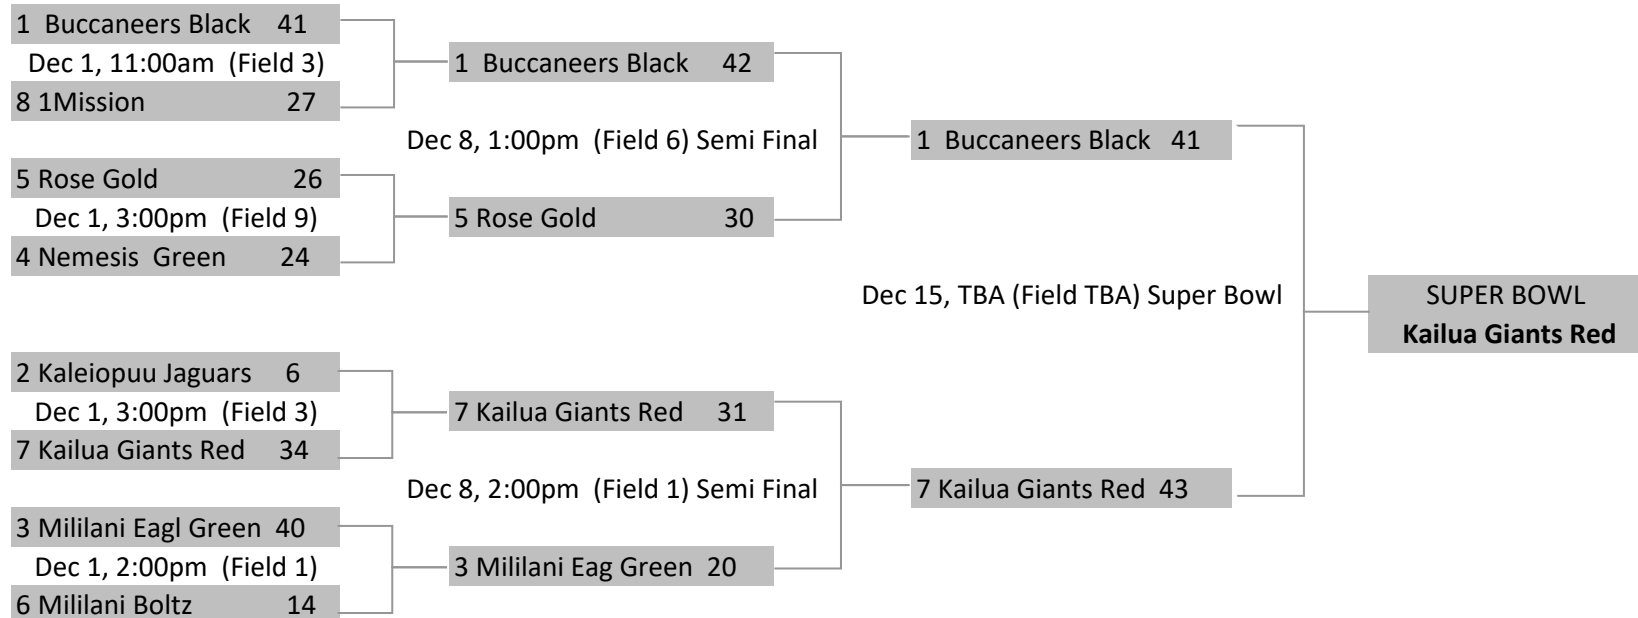 1 Buccaneers Black 41
Dec 1, 11:00am (Field 3)
8 1Mission 27
5 Rose Gold 26
Dec 1, 3:00pm (Field 9)
4 Nemesis Green 24
2 Kaleiopuu Jaguars 6
Dec 1, 3:00pm (Field 3)
7 Kailua Giants Red 34
3 Mililani Eagl Green 40
Dec 1, 2:00pm (Field 1)
6 Mililani Boltz 14
1 Buccaneers Black 42
Dec 8, 1:00pm (Field 6) Semi Final
5 Rose Gold 30
7 Kailua Giants Red 31
Dec 8, 2:00pm (Field 1) Semi Final
3 Mililani Eag Green 20
1 Buccaneers Black 41
Dec 15, TBA (Field TBA) Super Bowl
7 Kailua Giants Red 43
SUPER BOWL
Kailua Giants Red